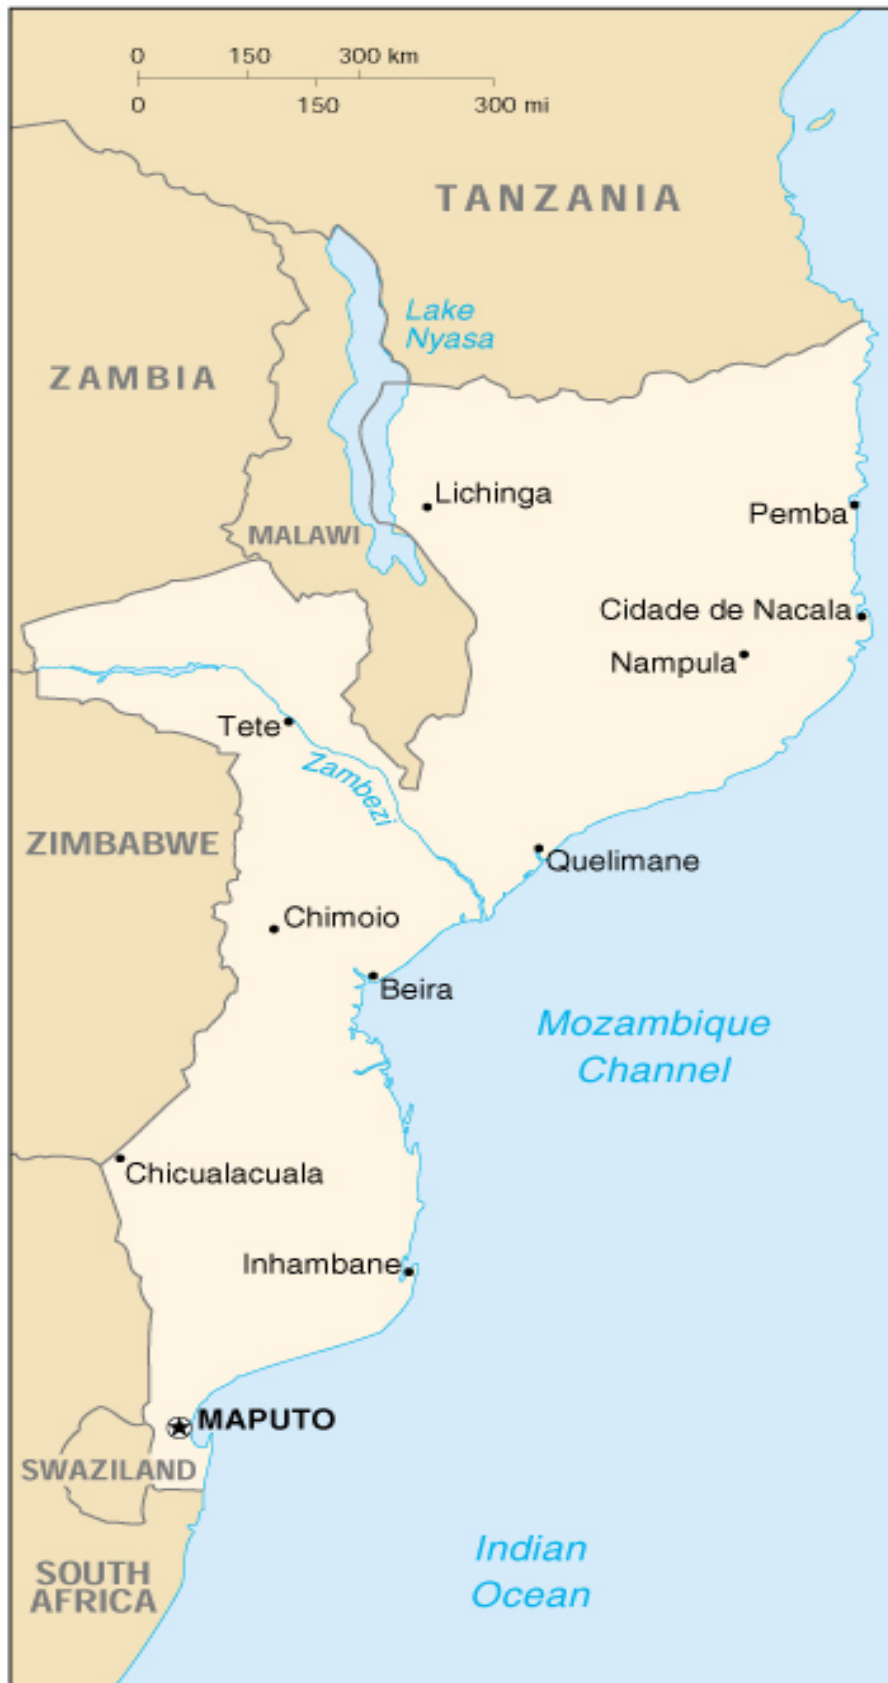 0 150 300 km
0 150 300 mi
TANZANIA
Lake
Nyasa
ZAMBIA
Lichinga
Pemba
MALAWI
Cidade de Nacala
Nampula
Tete
Zambezi
ZIMBABWE
Quelimane
Chimoio
Beira
Mozambique
Channel
Chicualacuala
Inhambane
MAPUTO
SWAZILAND
Indian
Ocean
SOUTH
AFRICA